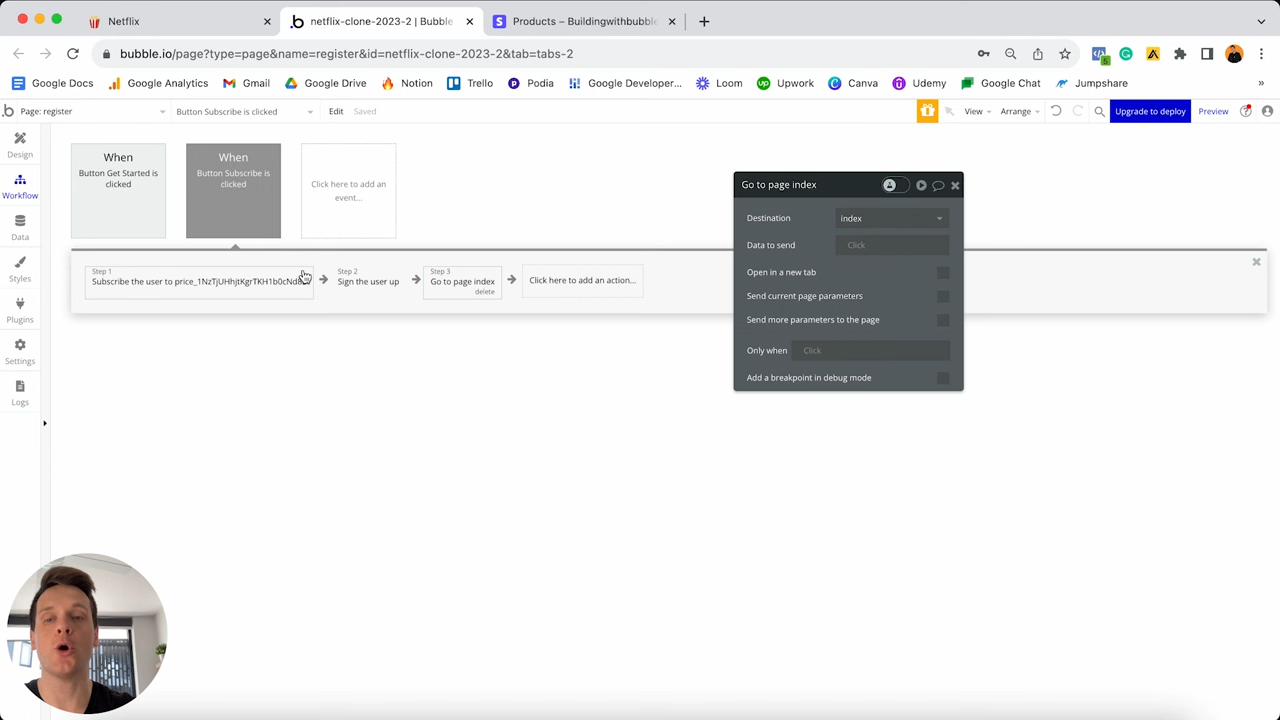 Netflix
netflix-clone-2023-2 | Bubble
Products – Buildingwithbubble
bubble.io/page?type=page&name=register&id=netflix-clone-2023-2&tab=tabs-2
Google Docs
Google Analytics
Gmail
Google Drive
Notion
Trello
Podia
Google Developer...
Loom
Upwork
Canva
Udemy
Google Chat
Jumpshare
»
Page: register
Button Subscribe is clicked
Edit
Saved
View
Arrange
Upgrade to deploy
Preview
Design
Workflow
Data
Styles
Plugins
Settings
Logs
When
Button Get Started is
clicked
When
Button Subscribe is
clicked
Click here to add an
event...
Step 1
Subscribe the user to
Step 2
Sign the user up
Step 3
Go to page index
delete
Click here to add an action...
Go to page index
Destination
index
Data to send
Click
Open in a new tab
Send current page parameters
Send more parameters to the page
Only when
Click
Add a breakpoint in debug mode